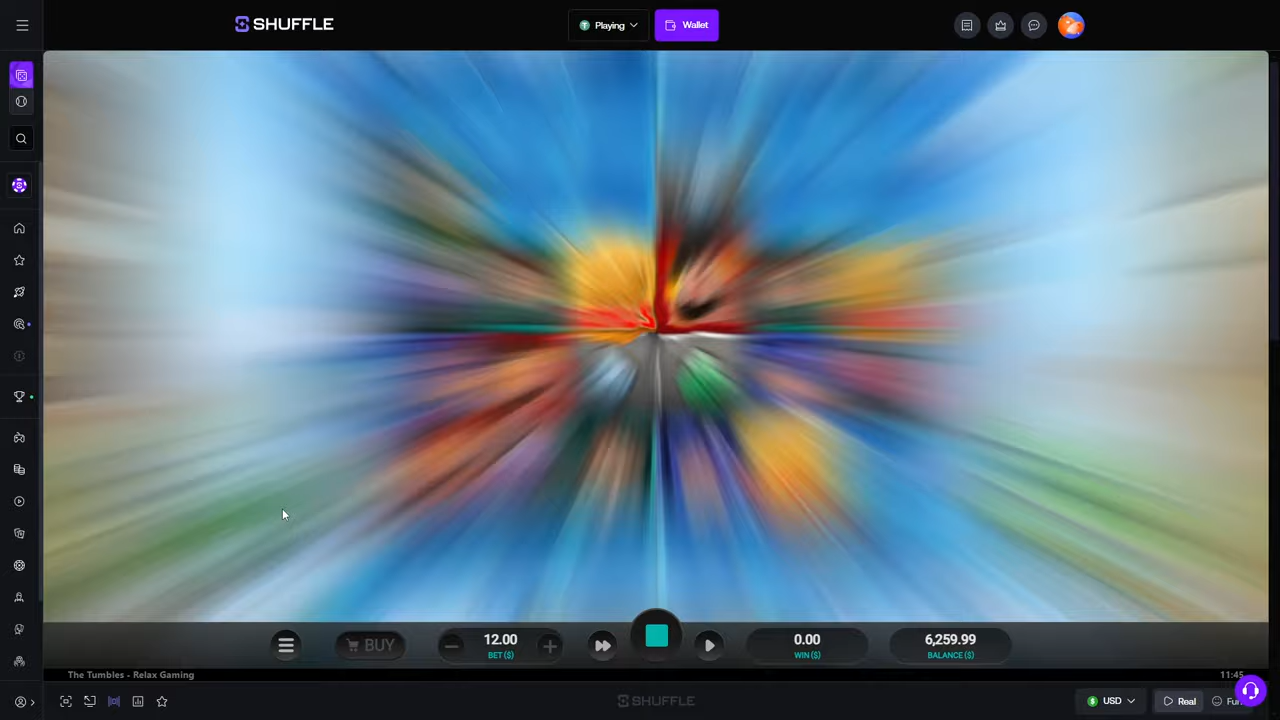 SHUFFLE
Playing
Wallet
BUY
12.00
BET ($)
0.00
WIN ($)
6,259.99
BALANCE ($)
The Tumbles - Relax Gaming
11:45
SHUFFLE
USD
Real
Fun